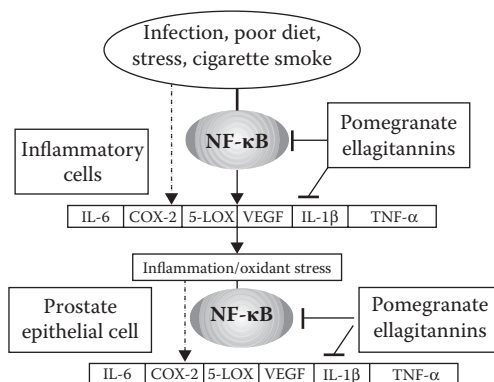 Infection, poor diet,
stress, cigarette smoke
NF-κB
Pomegranate
ellagitannins
Inflammatory
cells
IL-6 COX-2 5-LOX VEGF IL-1β TNF-α
Inflammation/oxidant stress
Prostate
epithelial cell
NF-κB
Pomegranate
ellagitannins
IL-6 COX-2 5-LOX VEGF IL-1β TNF-α